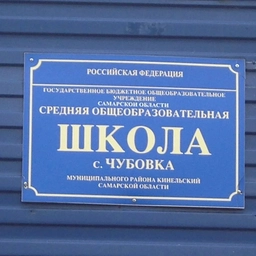 РОССИЙСКАЯ ФЕДЕРАЦИЯ
ГОСУДАРСТВЕННОЕ БЮДЖЕТНОЕ ОБЩЕОБРАЗОВАТЕЛЬНОЕ
УЧРЕЖДЕНИЕ
САМАРСКОЙ ОБЛАСТИ
СРЕДНЯЯ ОБЩЕОБРАЗОВАТЕЛЬНАЯ
ШКОЛА
с. ЧУБОВКА
МУНИЦИПАЛЬНОГО РАЙОНА КИНЕЛЬСКИЙ
САМАРСКОЙ ОБЛАСТИ